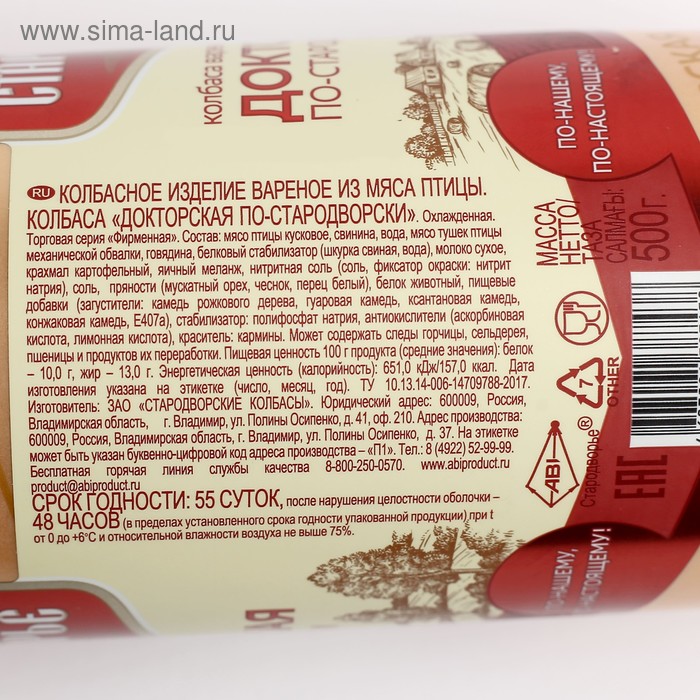 www.sima-land.ru
колбаса
ПО-НАШЕМУ,
ПО-НАСТОЯЩЕМУ!
RU КОЛБАСНОЕ ИЗДЕЛИЕ ВАРЕНОЕ ИЗ МЯСА ПТИЦЫ.
КОЛБАСА «ДОКТОРСКАЯ ПО-СТАРОДВОРСКИ». Охлажденная.
Торговая серия «Фирменная». Состав: мясо птицы кусковое, свинина, вода, мясо тушек птицы
механической обвалки, говядина, белковый стабилизатор (шкурка свиная, вода), молоко сухое,
крахмал картофельный, яичный меланж, нитритная соль (соль, фиксатор окраски: нитрит
натрия), соль, пряности (мускатный орех, чеснок, перец белый), белок животный, пищевые
добавки (загустители: камедь рожкового дерева, гуаровая камедь, ксантановая камедь,
конжаковая камедь, Е407а), стабилизатор: полифосфат натрия, антиокислители (аскорбиновая
кислота, лимонная кислота), краситель: кармины. Может содержать следы горчицы, сельдерея,
пшеницы и продуктов их переработки. Пищевая ценность 100 г продукта (средние значения): белок
– 10,0 г; жир – 13,0 г. Энергетическая ценность (калорийность): 651,0 кДж/157,0 ккал. Дата
изготовления указана на этикетке (число, месяц, год). ТУ 10.13.14-006-14709788-2017.
Изготовитель: ЗАО «СТАРОДВОРСКИЕ КОЛБАСЫ». Юридический адрес: 600009, Россия,
Владимирская область, г. Владимир, ул. Полины Осипенко, д. 41, оф. 210. Адрес производства:
600009, Россия, Владимирская область, г. Владимир, ул. Полины Осипенко, д. 37. На этикетке
может быть указан буквенно-цифровой код адреса производства – «П1». Тел.: 8 (4922) 52-99-99.
Бесплатная горячая линия службы качества 8-800-250-0570. www.abiproduct.ru
product@abiproduct.ru
СРОК ГОДНОСТИ: 55 СУТОК, после нарушения целостности оболочки –
48 ЧАСОВ (в пределах установленного срока годности упакованной продукции) при t
от 0 до +6°С и относительной влажности воздуха не выше 75%.
МАССА
НЕТТО/
ТАЗА
САЛМАҒЫ:
500г.
7
OTHER
ABI
Стародворье®
EAC
ПО-НАШЕМУ,
ПО-НАСТОЯЩЕМУ!